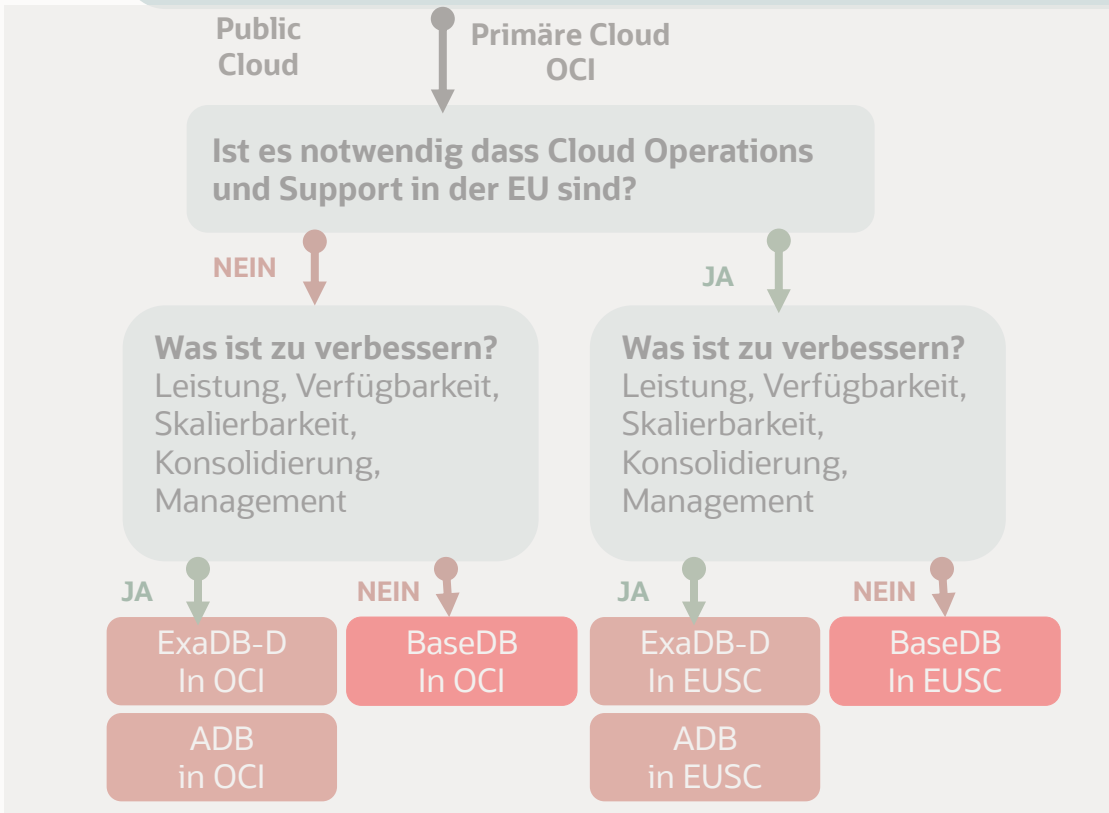 Public
Cloud
Primäre Cloud
OCI
Ist es notwendig dass Cloud Operations
und Support in der EU sind?
NEIN
JA
Was ist zu verbessern?
Leistung, Verfügbarkeit,
Skalierbarkeit,
Konsolidierung,
Management
Was ist zu verbessern?
Leistung, Verfügbarkeit,
Skalierbarkeit,
Konsolidierung,
Management
JA
NEIN
JA
NEIN
ExaDB-D
In OCI
BaseDB
In OCI
ExaDB-D
In EUSC
BaseDB
In EUSC
ADB
in OCI
ADB
in EUSC